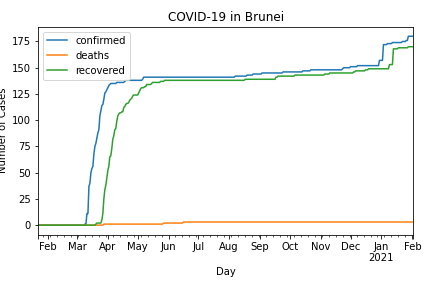 COVID-19 in Brunei
confirmed
deaths
recovered
Number of Cases
175
150
125
100
75
50
25
0
Feb Mar Apr May Jun Jul Aug Sep Oct Nov Dec Jan Feb
2021
Day